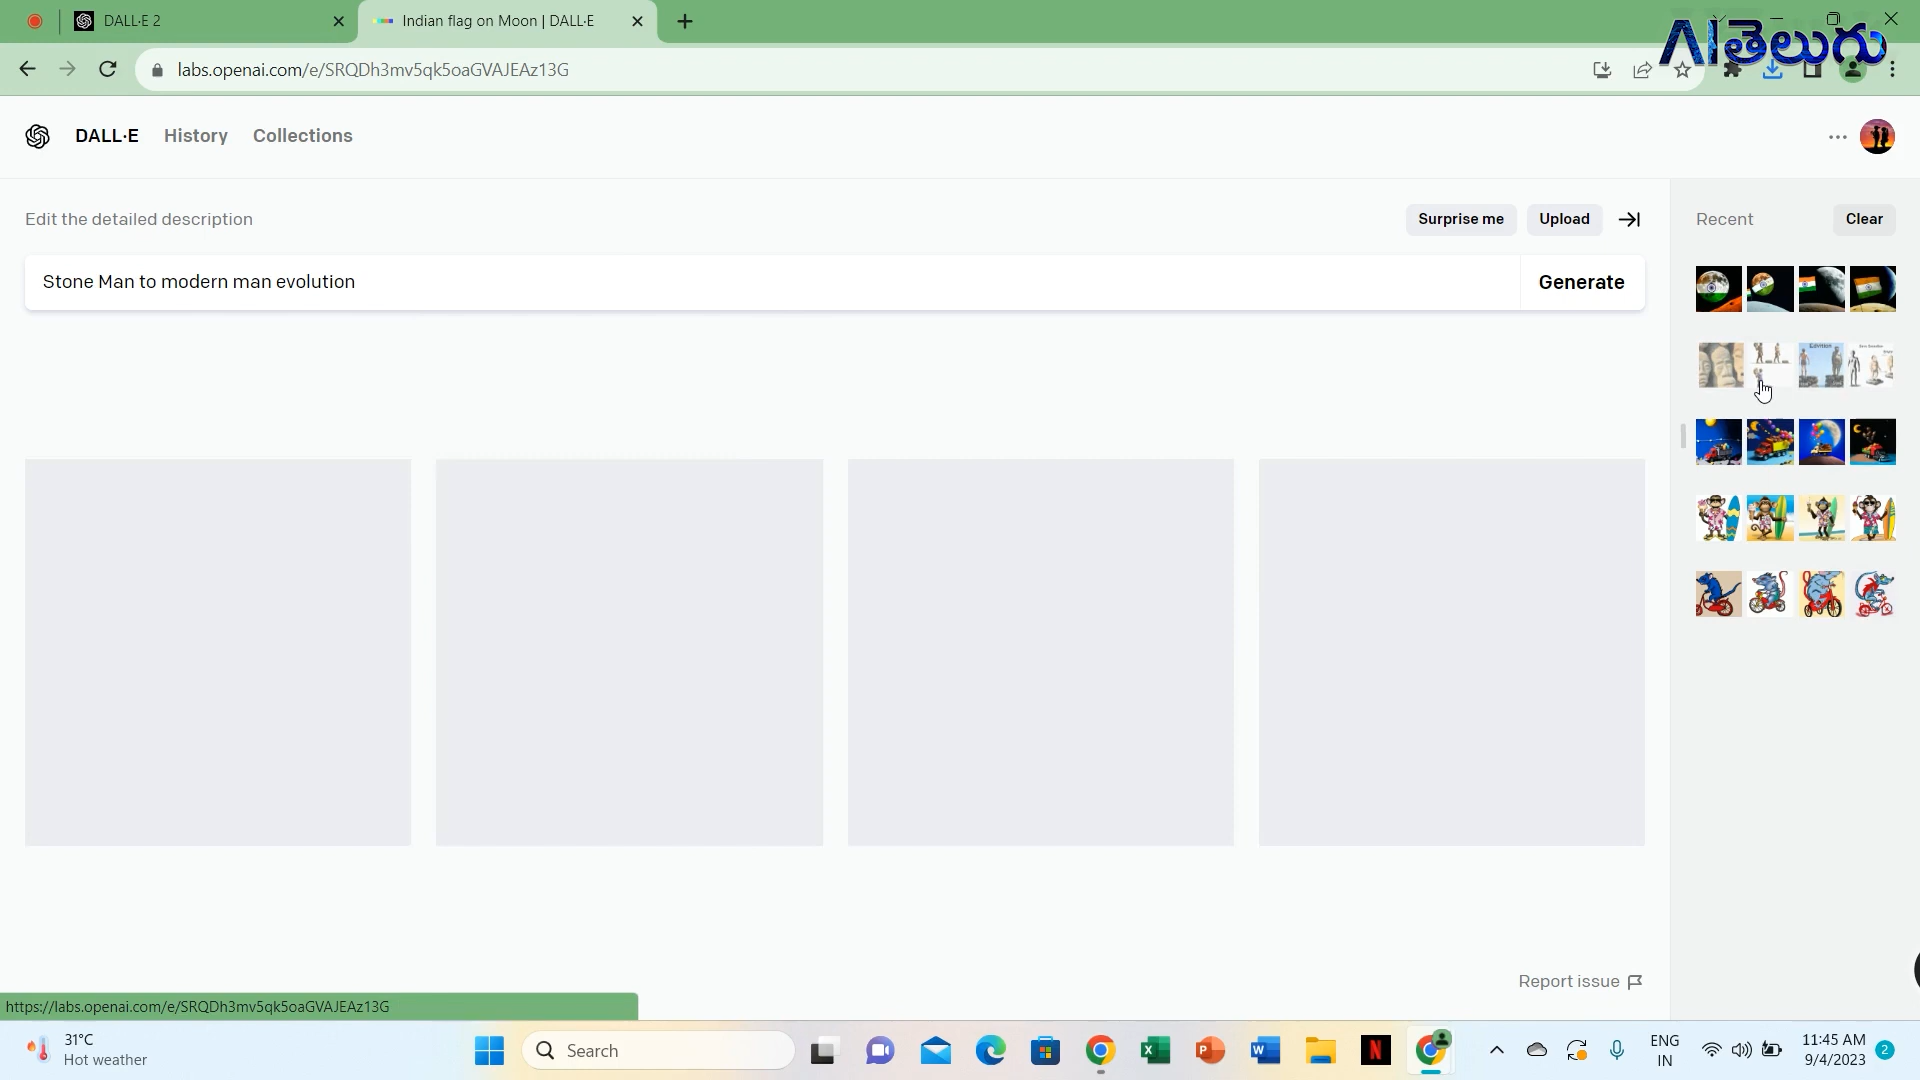 DALL·E 2
Indian flag on Moon | DALL·E
AIతెలుగు
labs.openai.com/e/SRQDh3mv5qk5oaGVAJEAz13G
DALL·E
History
Collections
Edit the detailed description
Surprise me
Upload
Recent
Clear
Stone Man to modern man evolution
Generate
Report issue
https://labs.openai.com/e/SRQDh3mv5qk5oaGVAJEAz13G
31°C
Hot weather
Search
ENG
IN
11:45 AM
9/4/2023
2